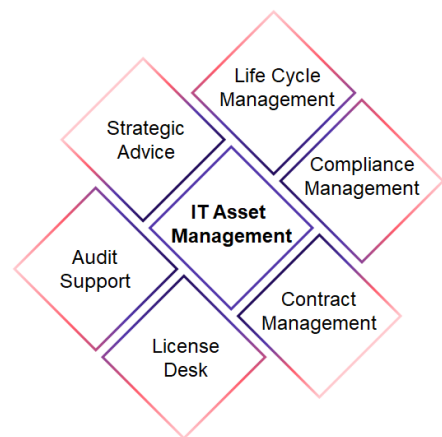 Life Cycle
Management
Strategic
Advice
Compliance
Management
IT Asset
Management
Audit
Support
Contract
Management
License
Desk